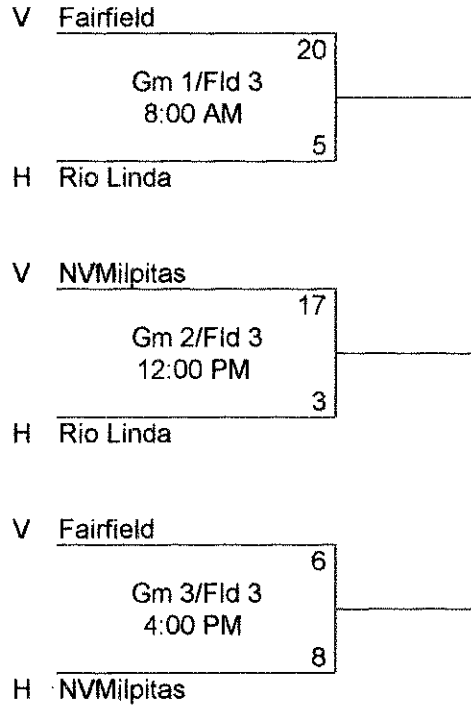 V Fairfield
20
Gm 1/Fld 3
8:00 AM
5
H Rio Linda
V NVMilpitas
17
Gm 2/Fld 3
12:00 PM
3
H Rio Linda
V Fairfield
6
Gm 3/Fld 3
4:00 PM
8
H NVMilpitas